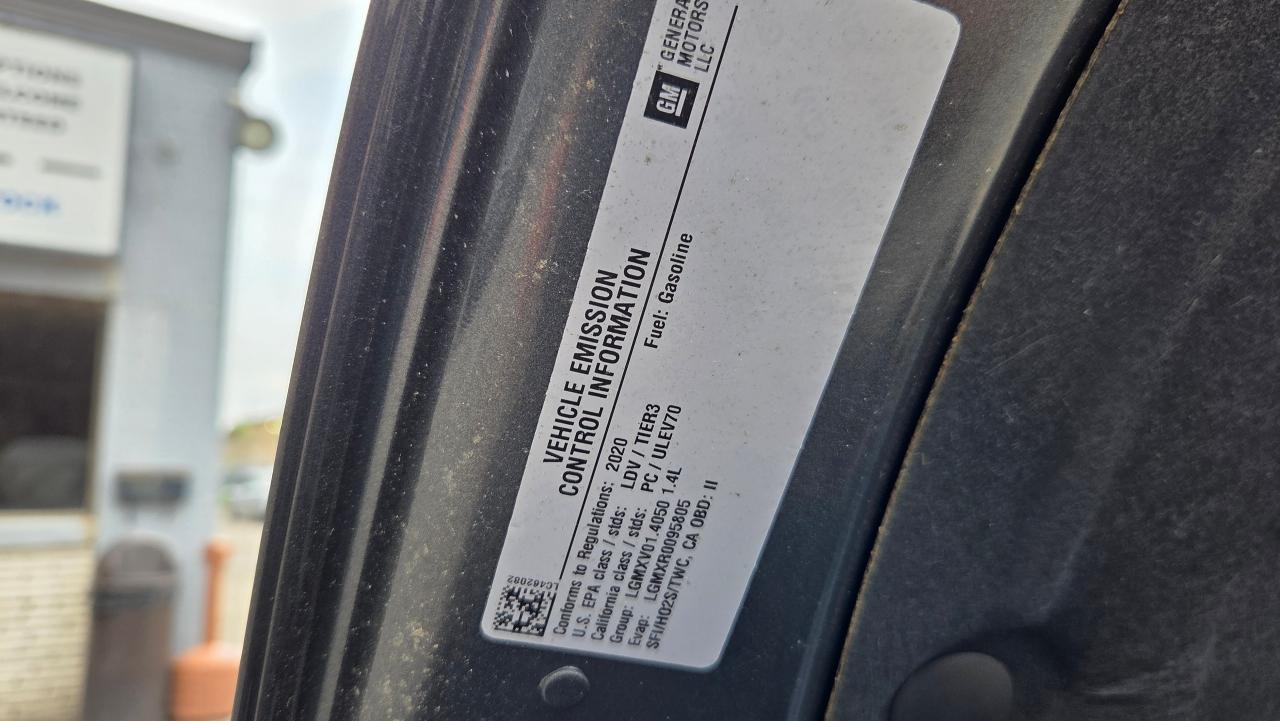 GM
GENERAL
MOTORS
LLC
VEHICLE EMISSION
CONTROL INFORMATION
LC462082
Conforms to Regulations: 2020 Fuel: Gasoline
U.S. EPA class / stds: LDV / TIER3
California class / stds: PC / ULEV70
Group: LGMXV01.4050 1.4L
Evap: LGMXR0095805
SFI/HO2S/TWC, CA OBD: II